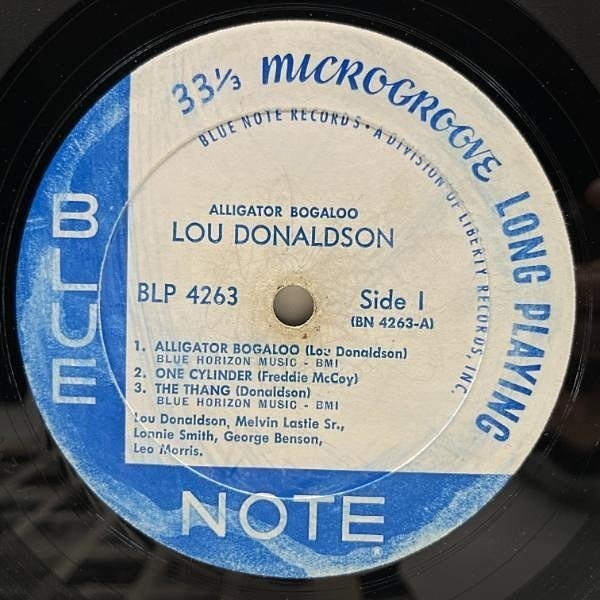 33⅓ MICROGROOVE LONG PLAYING
BLUE NOTE RECORDS • A DIVISION OF LIBERTY RECORDS, INC.
ALLIGATOR BOGALOO
LOU DONALDSON
BLP 4263
Side 1
(BN 4263-A)
1. ALLIGATOR BOGALOO (Lou Donaldson)
BLUE HORIZON MUSIC - BMI
2. ONE CYLINDER (Freddie McCoy)
3. THE THANG (Donaldson)
BLUE HORIZON MUSIC - BMI
Lou Donaldson, Melvin Lastie Sr.,
Lonnie Smith, George Benson,
Leo Morris.
BLUE
NOTE®